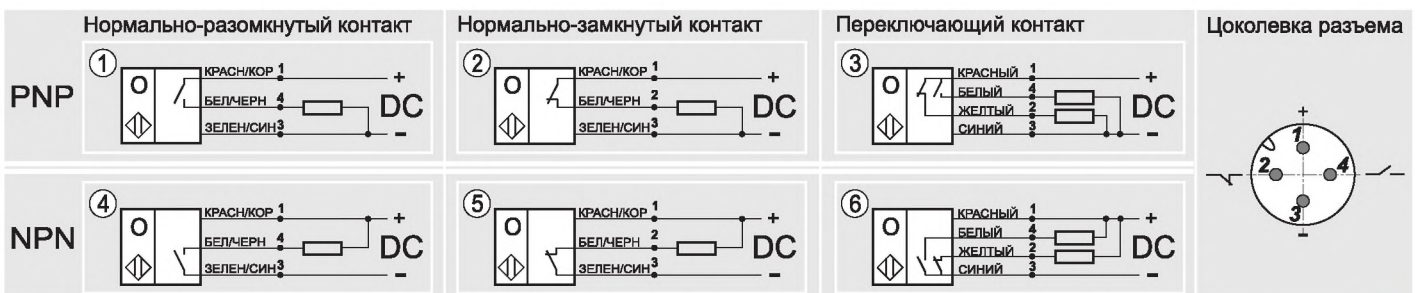 Нормально-разомкнутый контакт
Нормально-замкнутый контакт
Переключающий контакт
Цоколевка разъема
PNP
1
O
КРАСН/КОР 1
+
БЕЛ/ЧЕРН 4
DC
ЗЕЛЕН/СИН 3
-
2
O
КРАСН/КОР 1
+
БЕЛ/ЧЕРН 2
DC
ЗЕЛЕН/СИН 3
-
3
O
КРАСНЫЙ 1
+
БЕЛЫЙ 4
DC
ЖЕЛТЫЙ 2
СИНИЙ 3
-
NPN
4
O
КРАСН/КОР 1
+
БЕЛ/ЧЕРН 4
DC
ЗЕЛЕН/СИН 3
-
5
O
КРАСН/КОР 1
+
БЕЛ/ЧЕРН 2
DC
ЗЕЛЕН/СИН 3
-
6
O
КРАСНЫЙ 1
+
БЕЛЫЙ 4
DC
ЖЕЛТЫЙ 2
СИНИЙ 3
-
+
1
2
4
3
-